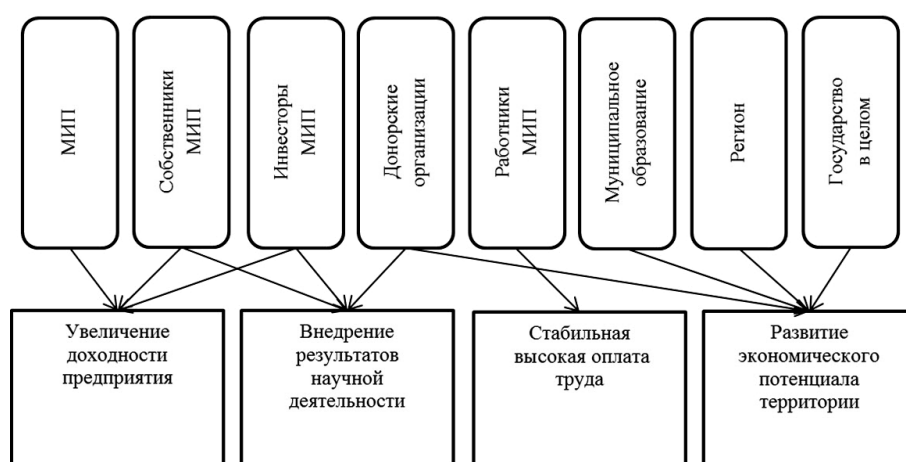 МИП
Собственники
МИП
Инвесторы
МИП
Донорские
организации
Работники
МИП
Муниципальное
образование
Регион
Государство
в целом
Увеличение
доходности
предприятия
Внедрение
результатов
научной
деятельности
Стабильная
высокая оплата
труда
Развитие
экономического
потенциала
территории